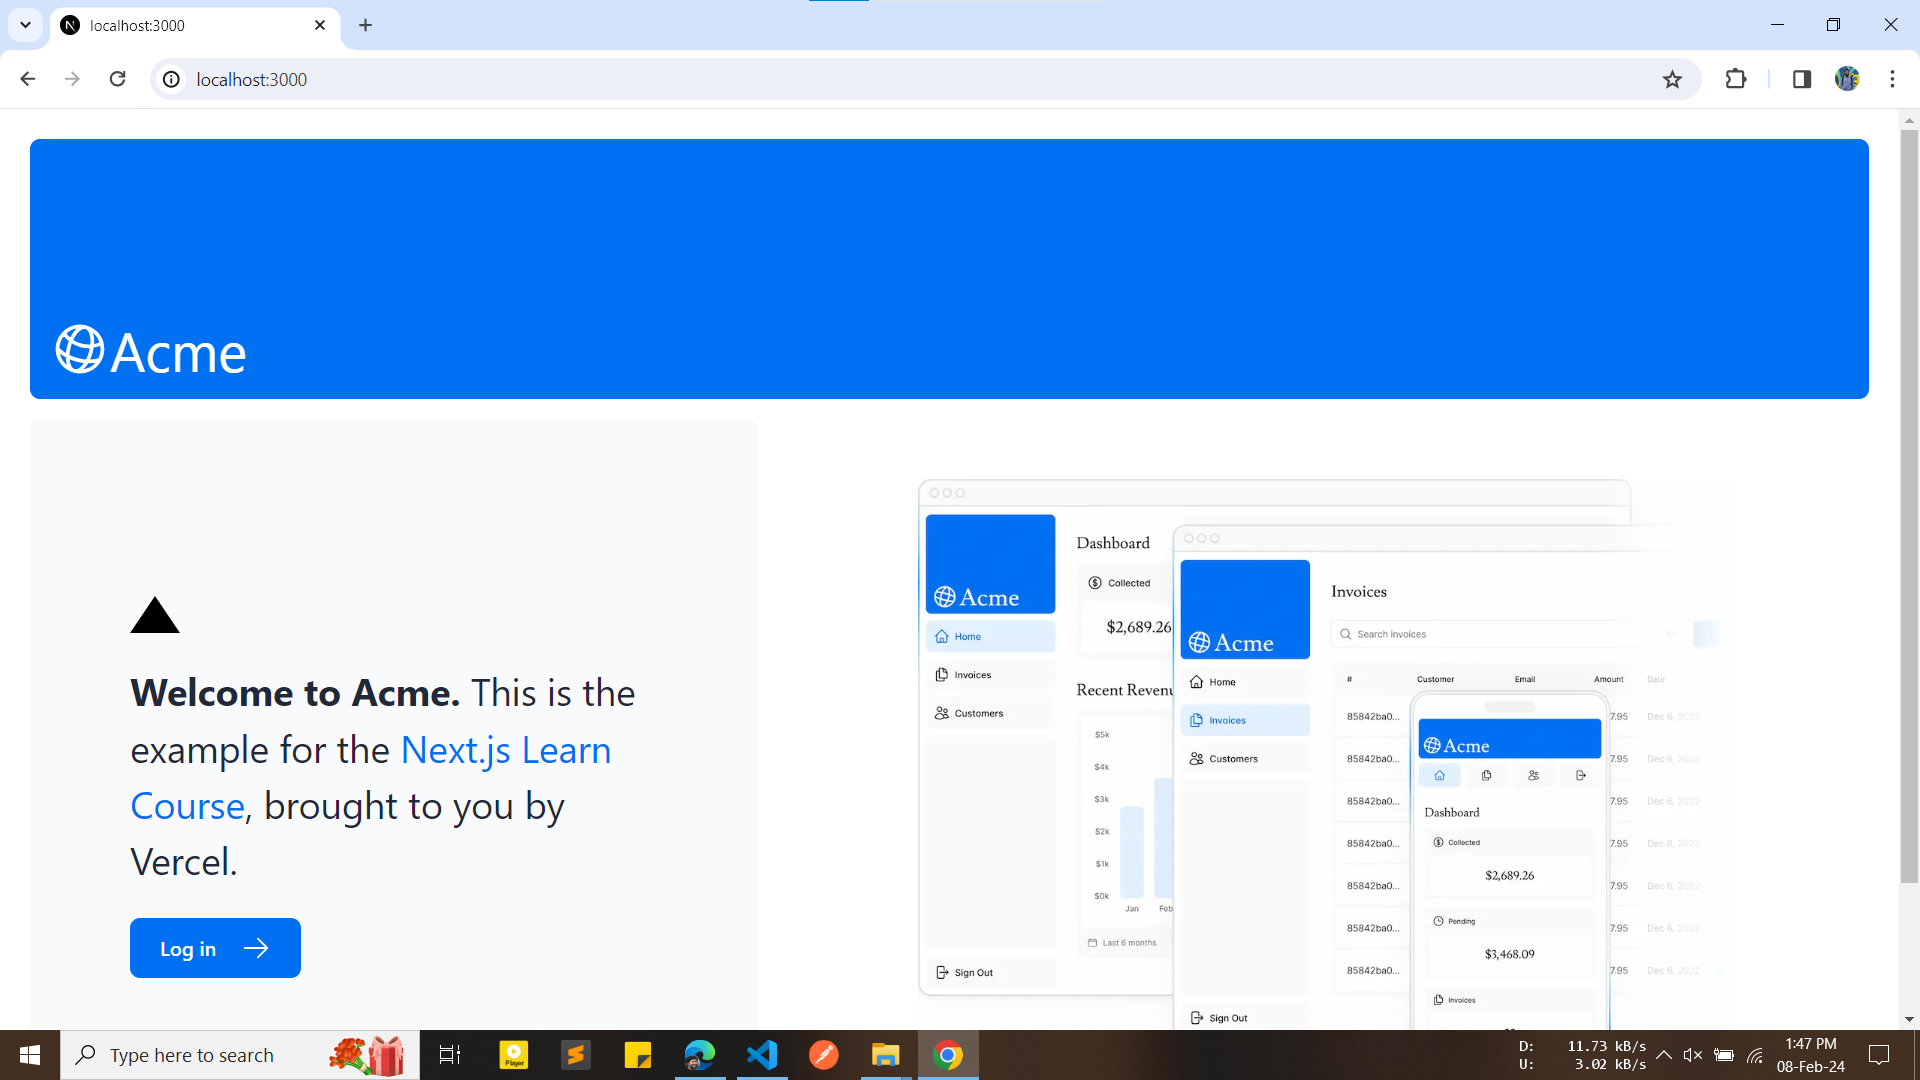 localhost:3000
localhost:3000
Acme
Welcome to Acme. This is the
example for the Next.js Learn
Course, brought to you by
Vercel.
Log in
Acme
Home
Invoices
Customers
Sign Out
Dashboard
Collected
$2,689.26
Recent Revenu
$5k
$4k
$3k
$2k
$1k
$0k
Jan Feb
Last 6 months
Acme
Home
Invoices
Customers
Sign Out
Invoices
Search invoices
# Customer Email Amount Date
85842ba0... 7.95 Dec 6, 2022
85842ba0... 7.95 Dec 6, 2022
85842ba0... 7.95 Dec 6, 2022
85842ba0... 7.95 Dec 6, 2022
85842ba0... 7.95 Dec 6, 2022
85842ba0... 7.95 Dec 6, 2022
85842ba0... 7.95 Dec 6, 2022
Acme
Dashboard
Collected
$2,689.26
Pending
$3,468.09
Invoices
Type here to search
Player
D: 11.73 kB/s
U: 3.02 kB/s
1:47 PM
08-Feb-24